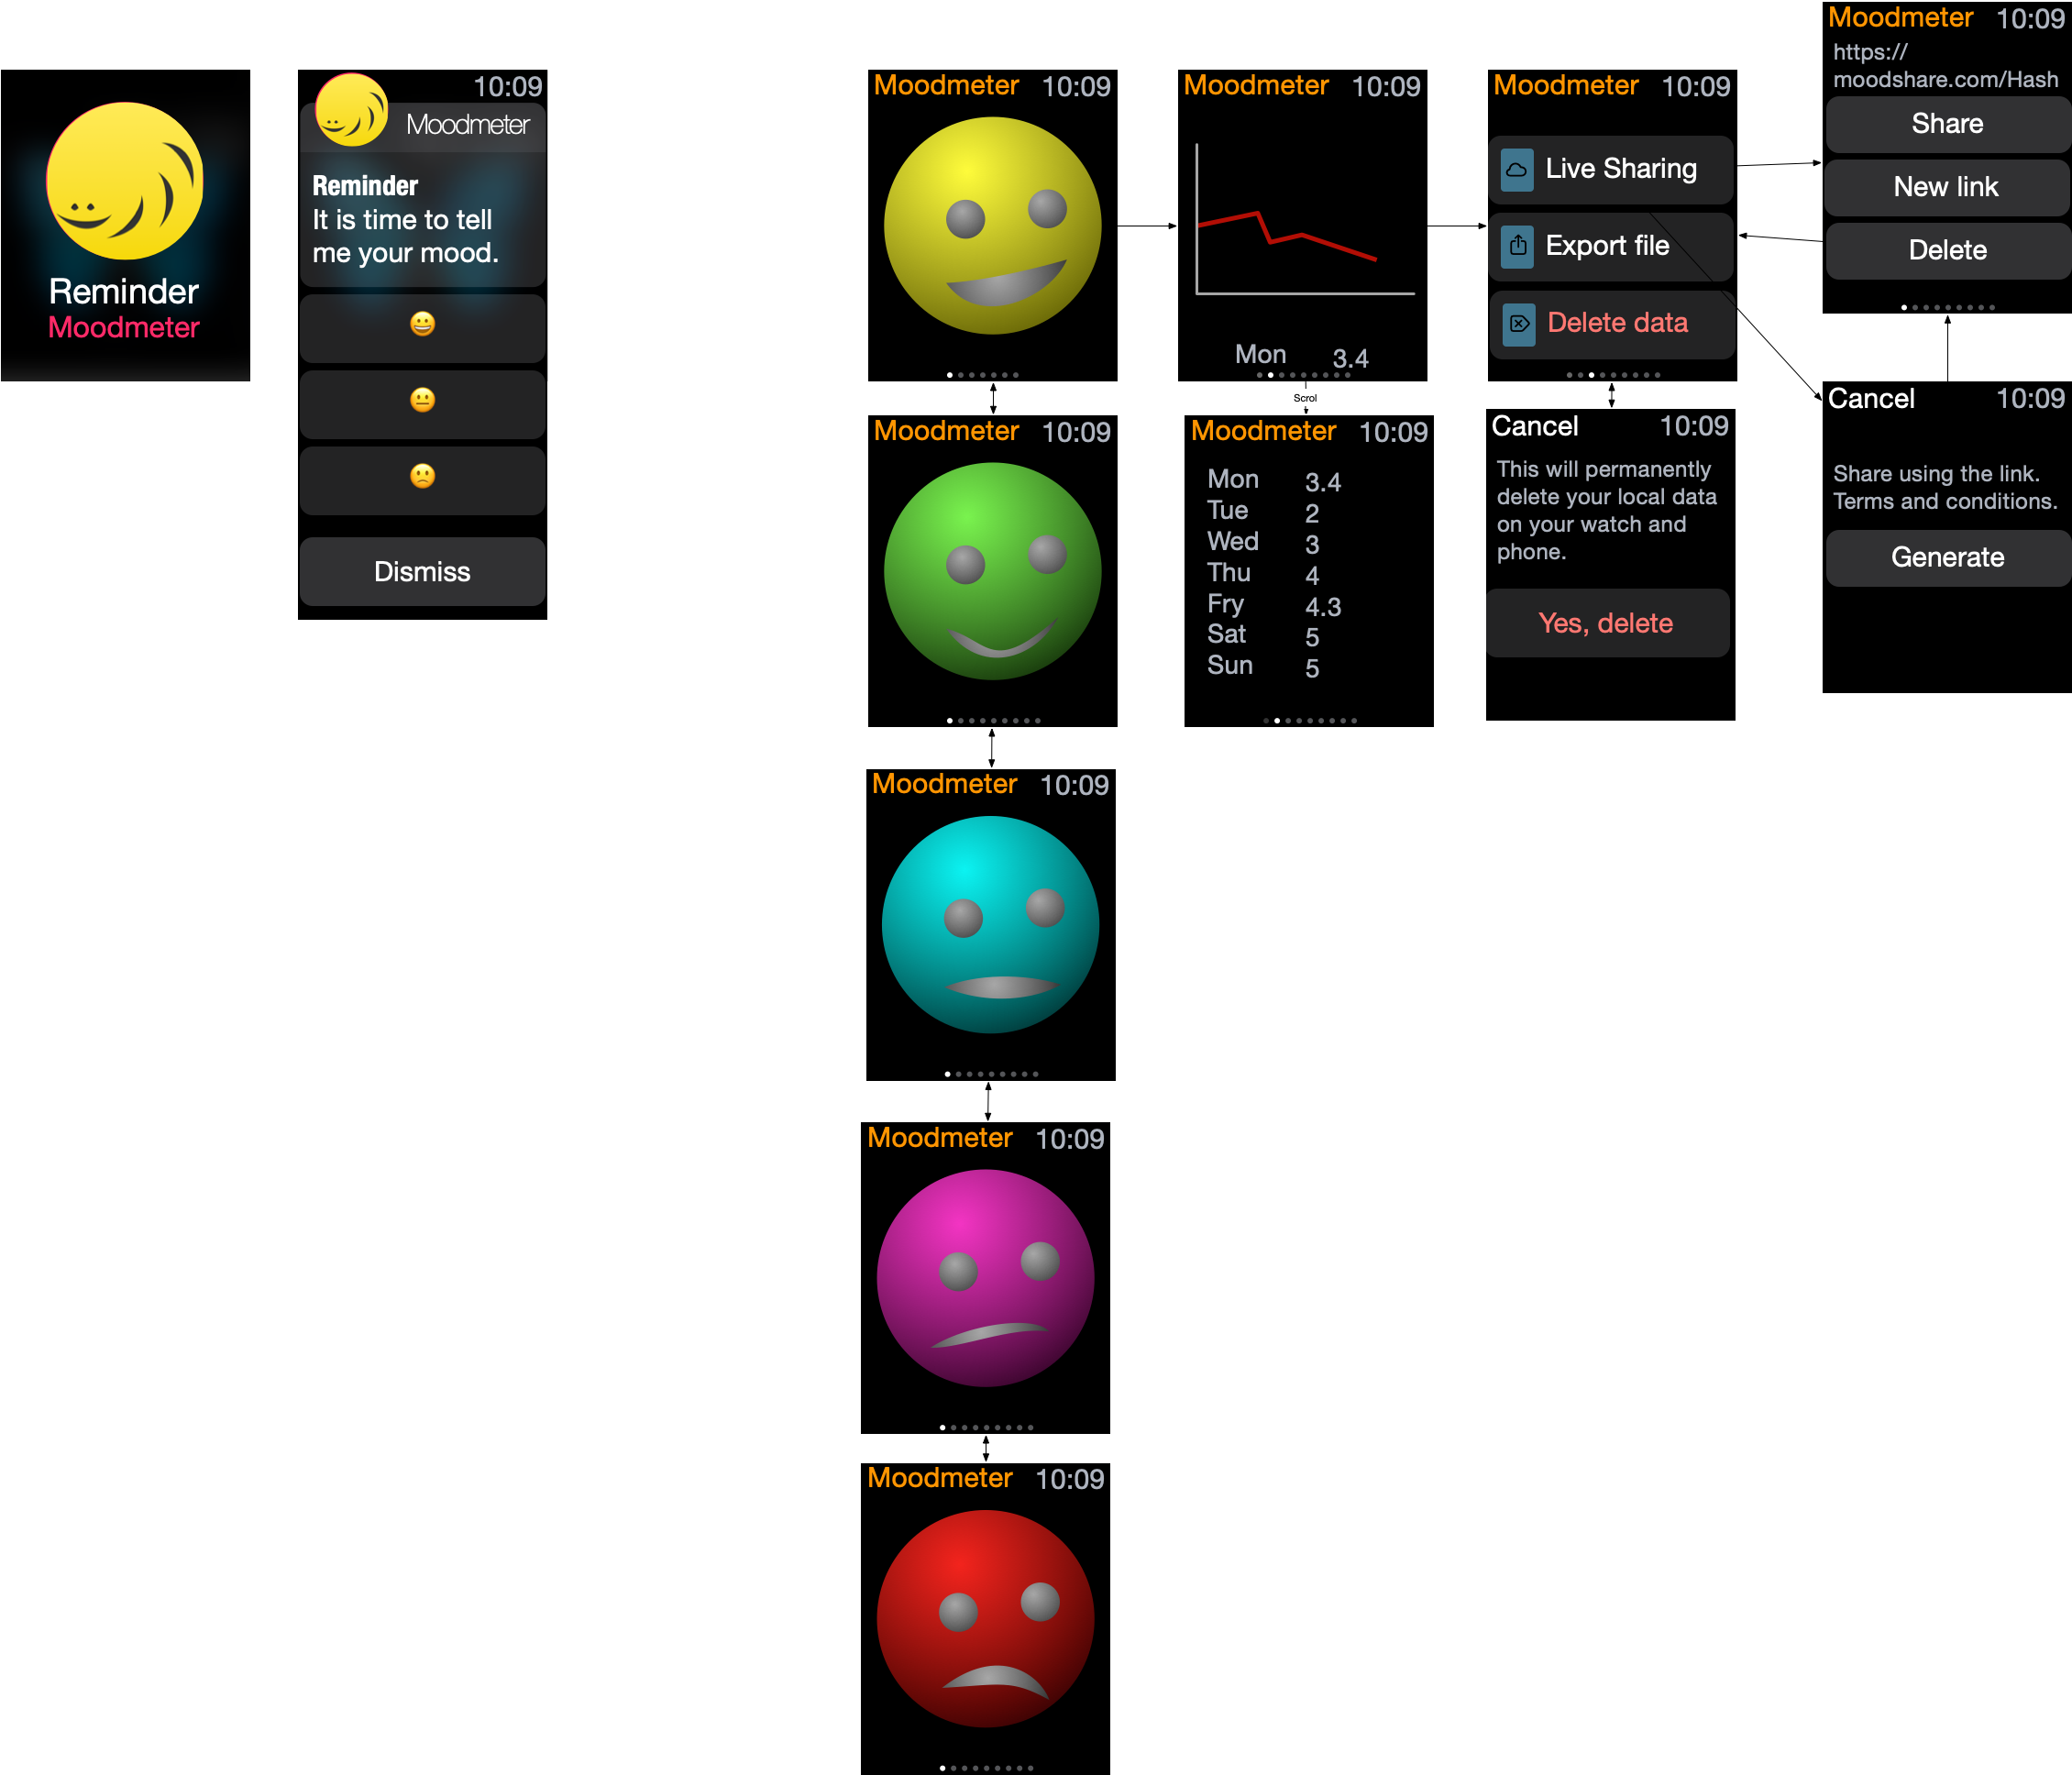 Reminder
Moodmeter
10:09
Moodmeter
Reminder
It is time to tell
me your mood.
Dismiss
Moodmeter 10:09
Moodmeter 10:09
Mon 3.4
Scrol
Moodmeter 10:09
Live Sharing
Export file
Delete data
Moodmeter 10:09
https://
moodshare.com/Hash
Share
New link
Delete
Moodmeter 10:09
Moodmeter 10:09
Mon 3.4
Tue 2
Wed 3
Thu 4
Fry 4.3
Sat 5
Sun 5
Cancel 10:09
This will permanently
delete your local data
on your watch and
phone.
Yes, delete
Cancel 10:09
Share using the link.
Terms and conditions.
Generate
Moodmeter 10:09
Moodmeter 10:09
Moodmeter 10:09